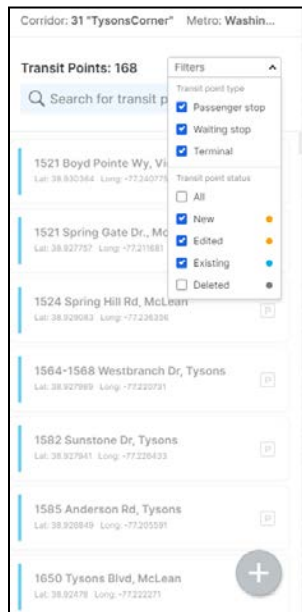 Corridor: 31 "TysonsCorner" Metro: Washin...
Transit Points: 168
Filters
Search for transit p
Transit point type
Passenger stop
Waiting stop
Terminal
Transit point status
All
New
Edited
Existing
Deleted
1521 Boyd Pointe Wy, Vi
Lat: 38.930364 Long: -77.240775
1521 Spring Gate Dr., Mc
Lat: 38.927757 Long: -77.211681
1524 Spring Hill Rd, McLean
Lat: 38.929083 Long: -77.236356
P
1564-1568 Westbranch Dr, Tysons
Lat: 38.927989 Long: -77.220731
P
1582 Sunstone Dr, Tysons
Lat: 38.927941 Long: -77.226433
P
1585 Anderson Rd, Tysons
Lat: 38.926849 Long: -77.205591
P
1650 Tysons Blvd, McLean
Lat: 38.92478 Long: -77.222271
+